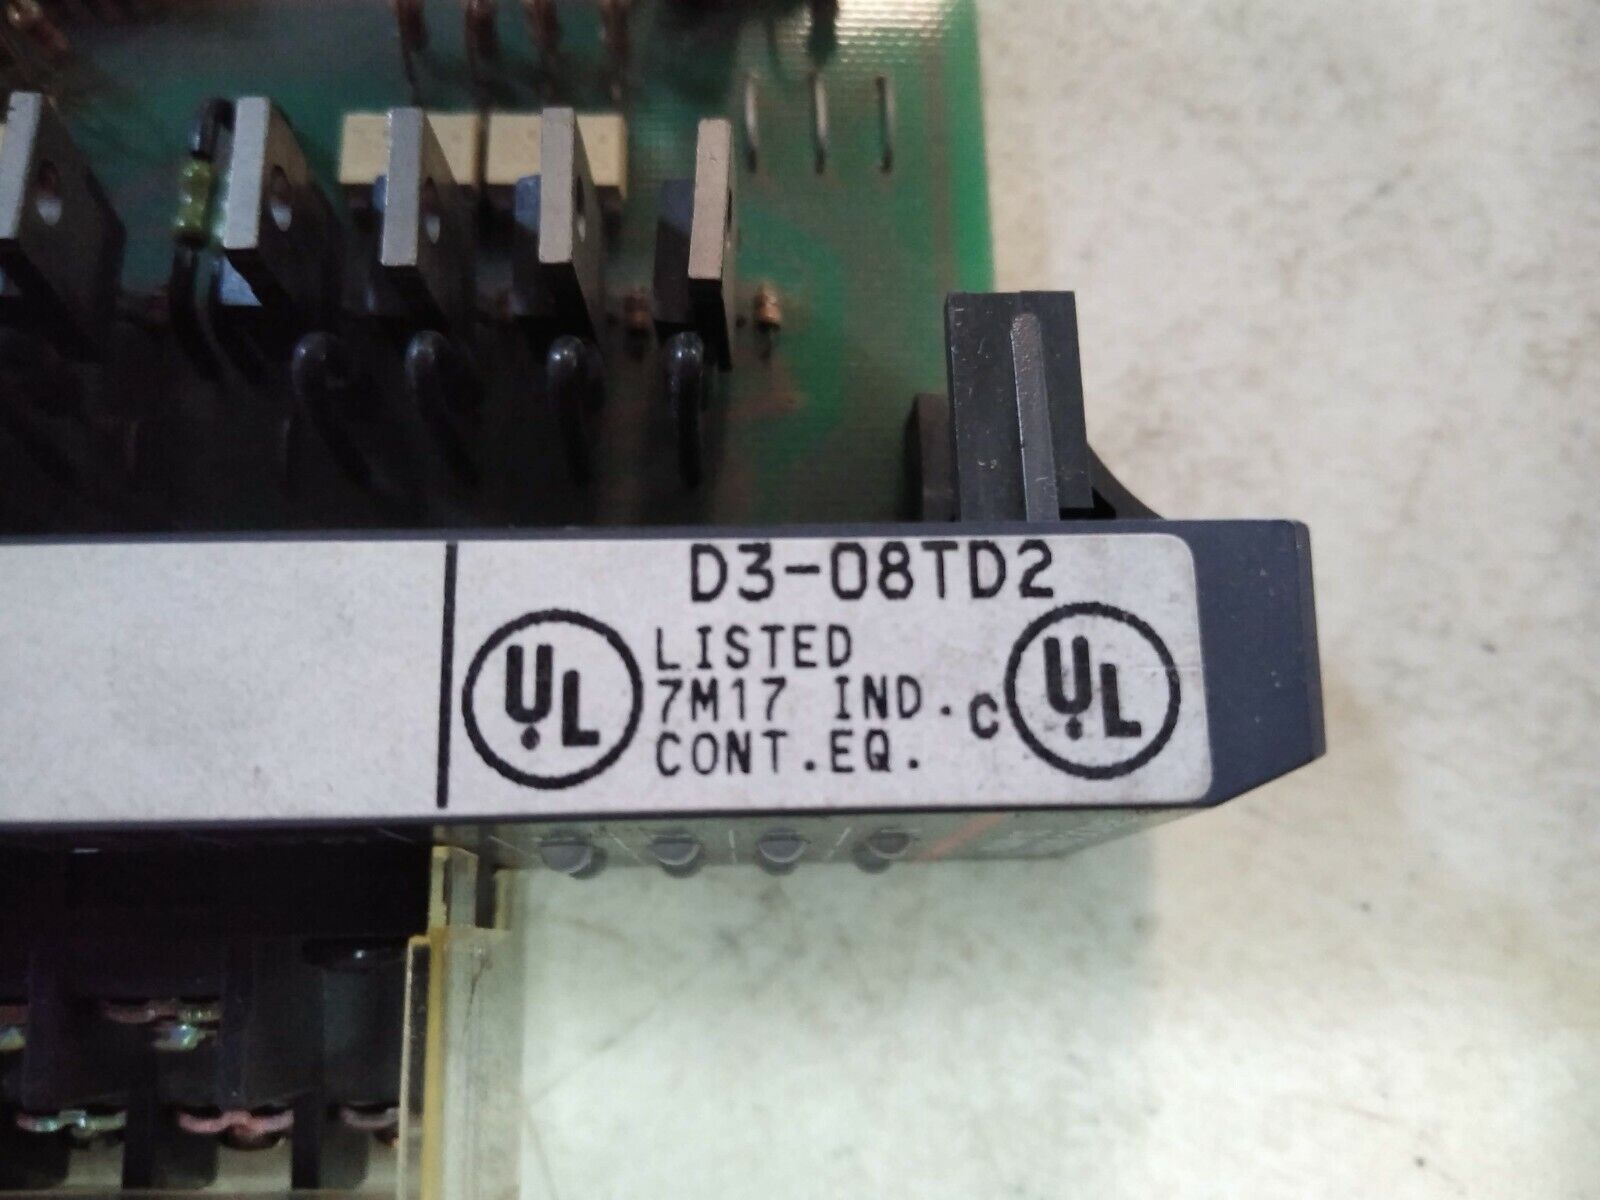 D3-08TD2
UL LISTED
7M17 IND.
CONT.EQ.
c UL